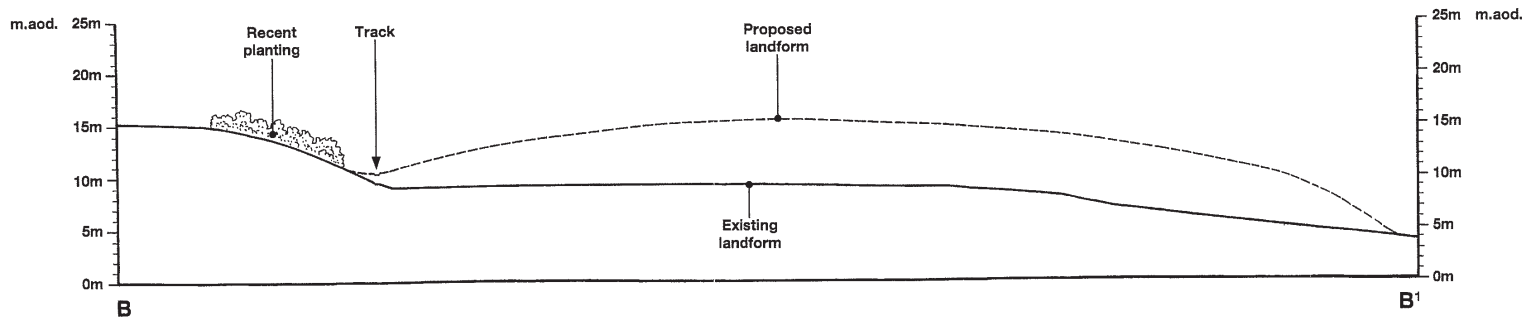 m.aod.
25m
20m
15m
10m
5m
0m
Recent
planting
Track
Proposed
landform
Existing
landform
25m
m.aod.
20m
15m
10m
5m
0m
B
B¹